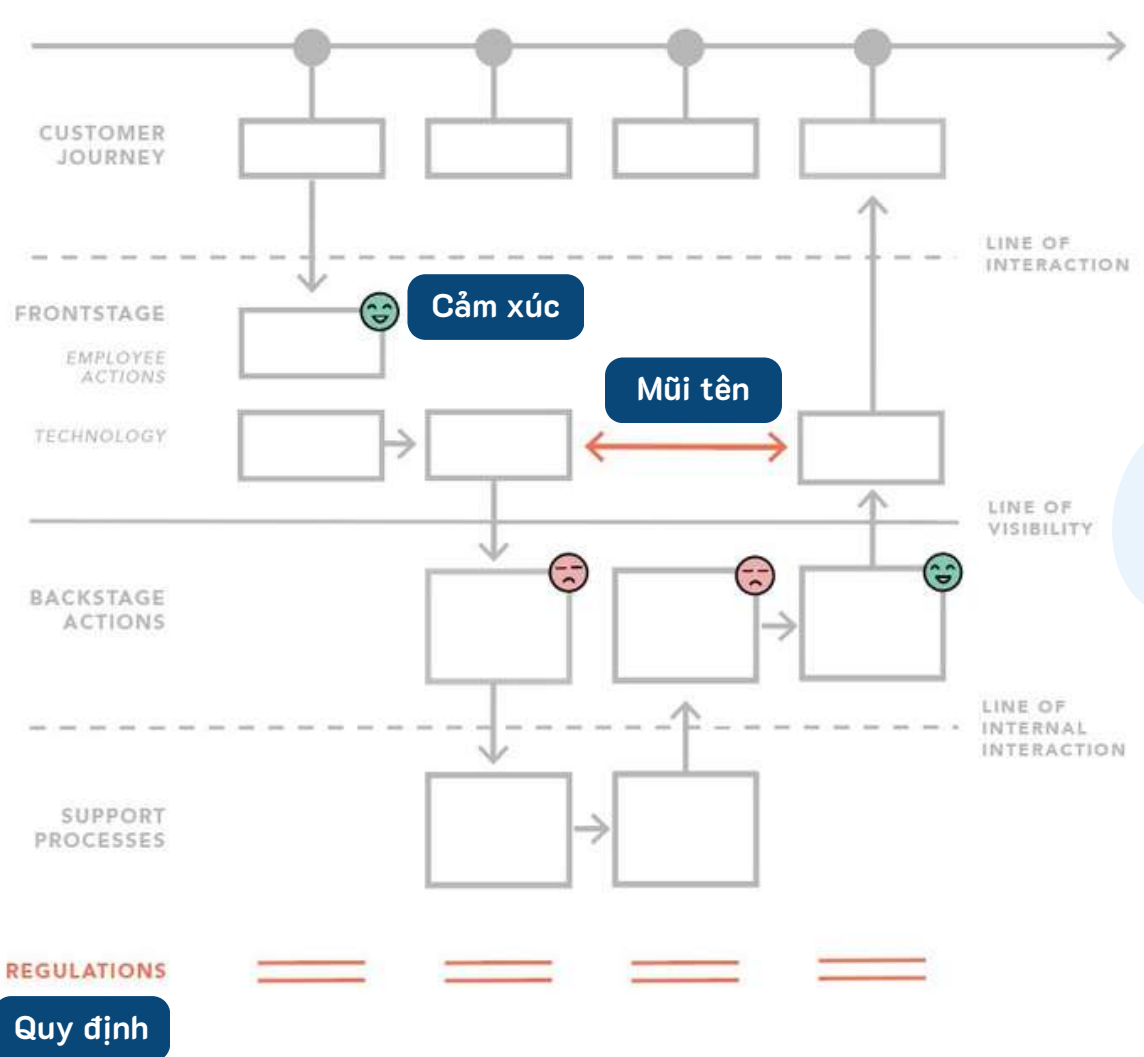 CUSTOMER
JOURNEY
LINE OF
INTERACTION
FRONTSTAGE
Cảm xúc
EMPLOYEE
ACTIONS
Mũi tên
TECHNOLOGY
LINE OF
VISIBILITY
BACKSTAGE
ACTIONS
LINE OF
INTERNAL
INTERACTION
SUPPORT
PROCESSES
REGULATIONS
Quy định